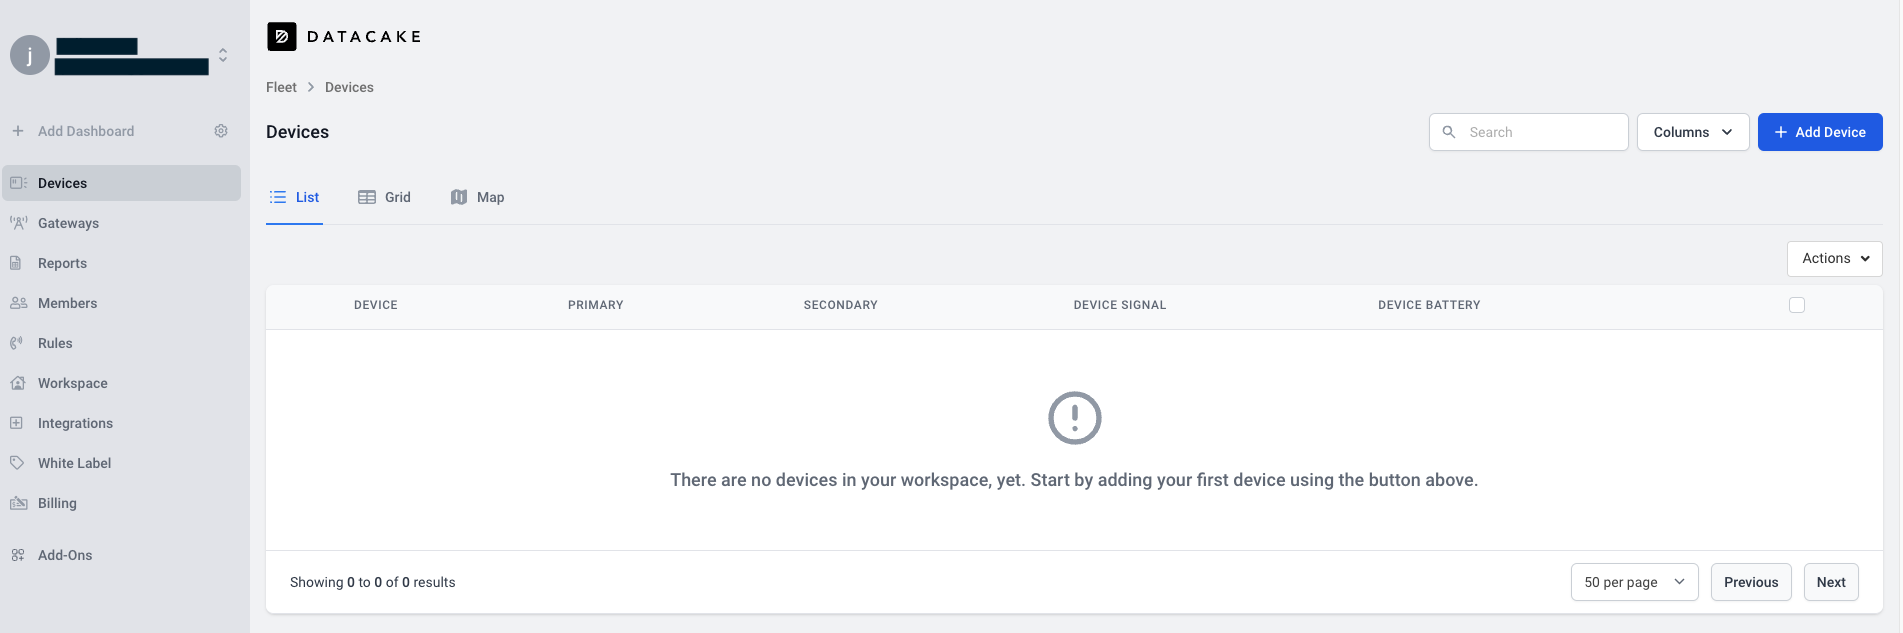 j
DATACAKE
Fleet > Devices
Add Dashboard
Devices
Gateways
Reports
Members
Rules
Workspace
Integrations
White Label
Billing
Add-Ons
Devices
Search
Columns
+ Add Device
List
Grid
Map
Actions
DEVICE PRIMARY SECONDARY DEVICE SIGNAL DEVICE BATTERY
There are no devices in your workspace, yet. Start by adding your first device using the button above.
Showing 0 to 0 of 0 results
50 per page
Previous
Next